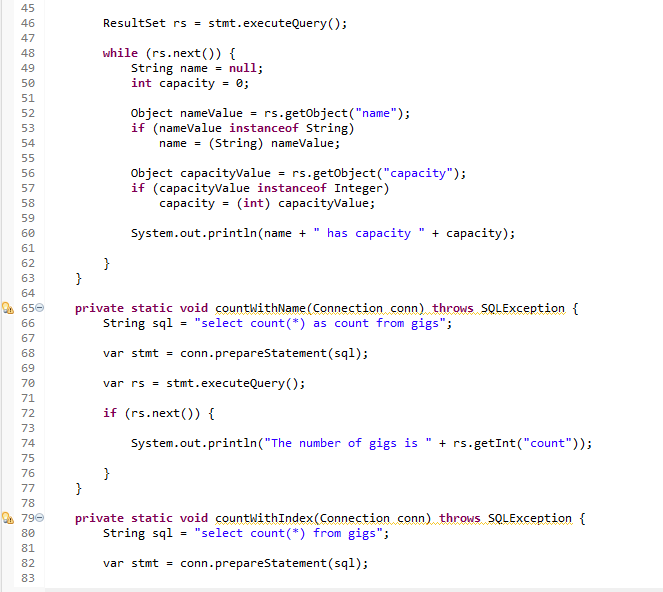 45
46 ResultSet rs = stmt.executeQuery();
47
48 while (rs.next()) {
49 String name = null;
50 int capacity = 0;
51
52 Object nameValue = rs.getObject("name");
53 if (nameValue instanceof String)
54 name = (String) nameValue;
55
56 Object capacityValue = rs.getObject("capacity");
57 if (capacityValue instanceof Integer)
58 capacity = (int) capacityValue;
59
60 System.out.println(name + " has capacity " + capacity);
61
62 }
63 }
64
65 private static void countWithName(Connection conn) throws SQLException {
66 String sql = "select count(*) as count from gigs";
67
68 var stmt = conn.prepareStatement(sql);
69
70 var rs = stmt.executeQuery();
71
72 if (rs.next()) {
73
74 System.out.println("The number of gigs is " + rs.getInt("count"));
75
76 }
77 }
78
79 private static void countWithIndex(Connection conn) throws SQLException {
80 String sql = "select count(*) from gigs";
81
82 var stmt = conn.prepareStatement(sql);
83